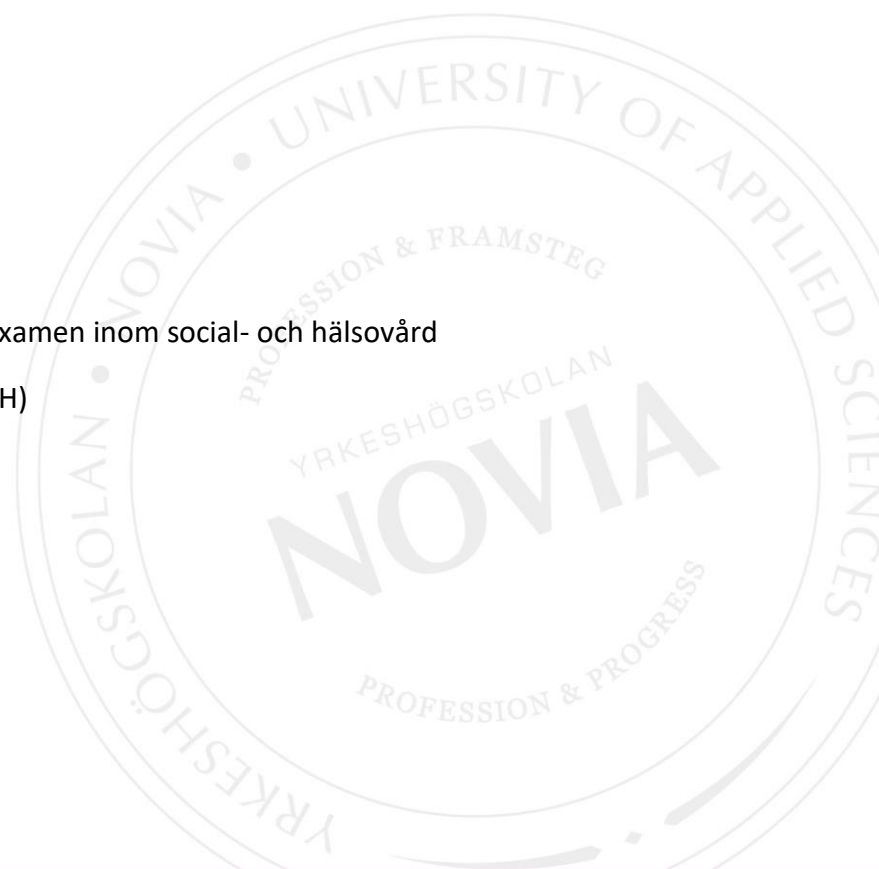 UNIVERSITY OF APPLIED SCIENCES
YRKESHÖGSKOLAN • NOVIA •
PROFESSION & FRAMSTEG
xamen inom social- och hälsovård
H)
YRKESHÖGSKOLAN
NOVIA
PROFESSION & PROGRESS